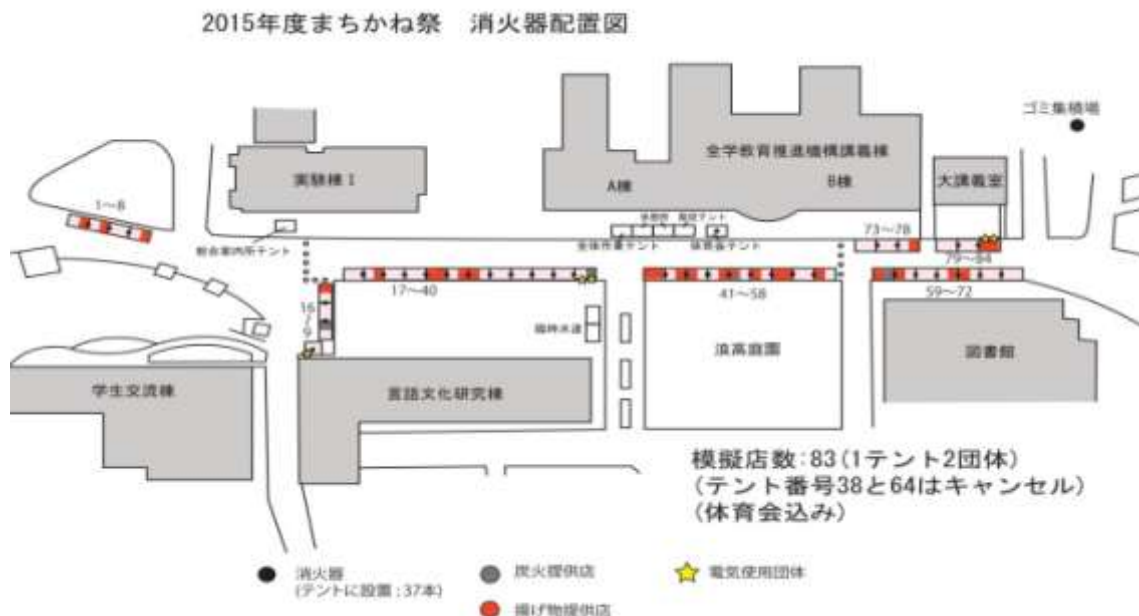 2015年度まちかね祭　消火器配置図
ゴミ集積場
全学教育推進機構講義棟
実験棟Ⅰ
A棟
B棟
大講義室
1～8
総合案内所テント
体育会テント
73～78
79～84
17～40
41～58
59～72
16～9
臨時水道
浪高庭園
図書館
学生交流棟
言語文化研究棟
模擬店数:83(1テント2団体)
(テント番号38と64はキャンセル)
(体育会込み)
消火器
(テントに設置:37本)
炭火提供店
電気使用団体
揚げ物提供店